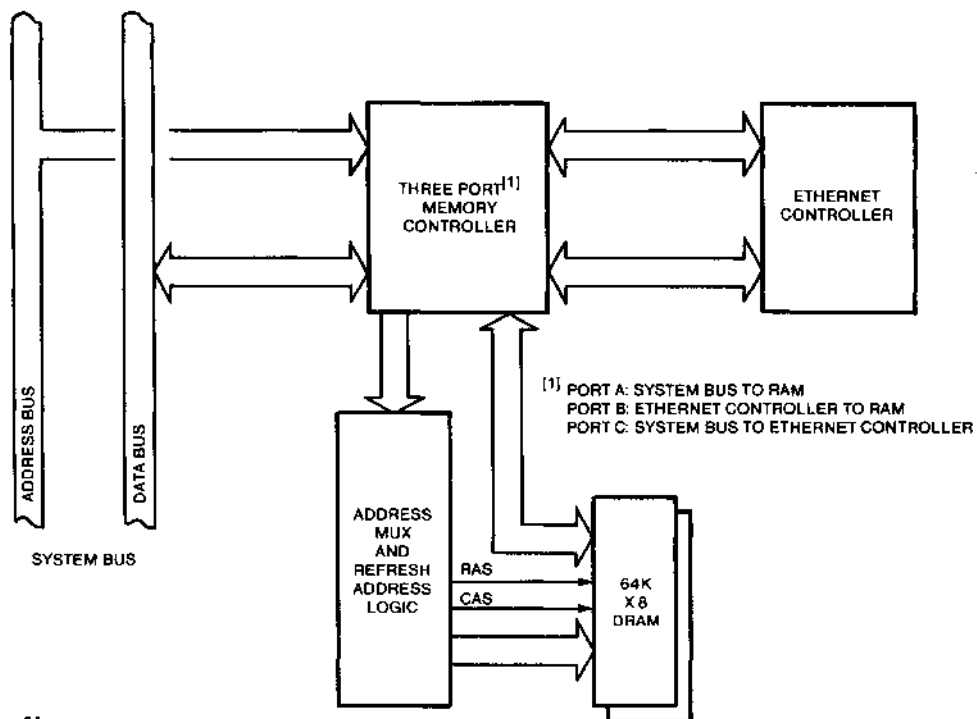 ADDRESS BUS
DATA BUS
SYSTEM BUS
THREE PORT[1]
MEMORY
CONTROLLER
ETHERNET
CONTROLLER
[1] PORT A: SYSTEM BUS TO RAM
PORT B: ETHERNET CONTROLLER TO RAM
PORT C: SYSTEM BUS TO ETHERNET CONTROLLER
ADDRESS
MUX
AND
REFRESH
ADDRESS
LOGIC
RAS
CAS
64K
X 8
DRAM